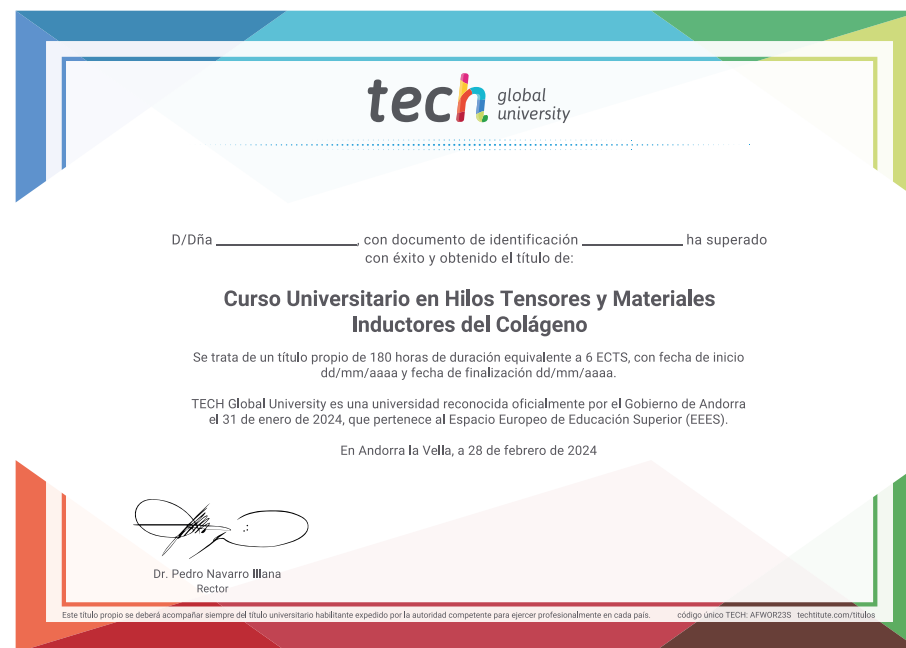 tech global university
D/Dña ____________________, con documento de identificación ______________ ha superado
con éxito y obtenido el título de:
Curso Universitario en Hilos Tensores y Materiales
Inductores del Colágeno
Se trata de un título propio de 180 horas de duración equivalente a 6 ECTS, con fecha de inicio
dd/mm/aaaa y fecha de finalización dd/mm/aaaa.
TECH Global University es una universidad reconocida oficialmente por el Gobierno de Andorra
el 31 de enero de 2024, que pertenece al Espacio Europeo de Educación Superior (EEES).
En Andorra la Vella, a 28 de febrero de 2024
Dr. Pedro Navarro Illana
Rector
Este título propio se deberá acompañar siempre del título universitario habilitante expedido por la autoridad competente para ejercer profesionalmente en cada país. código único TECH: AFWOR23S techtitute.com/títulos